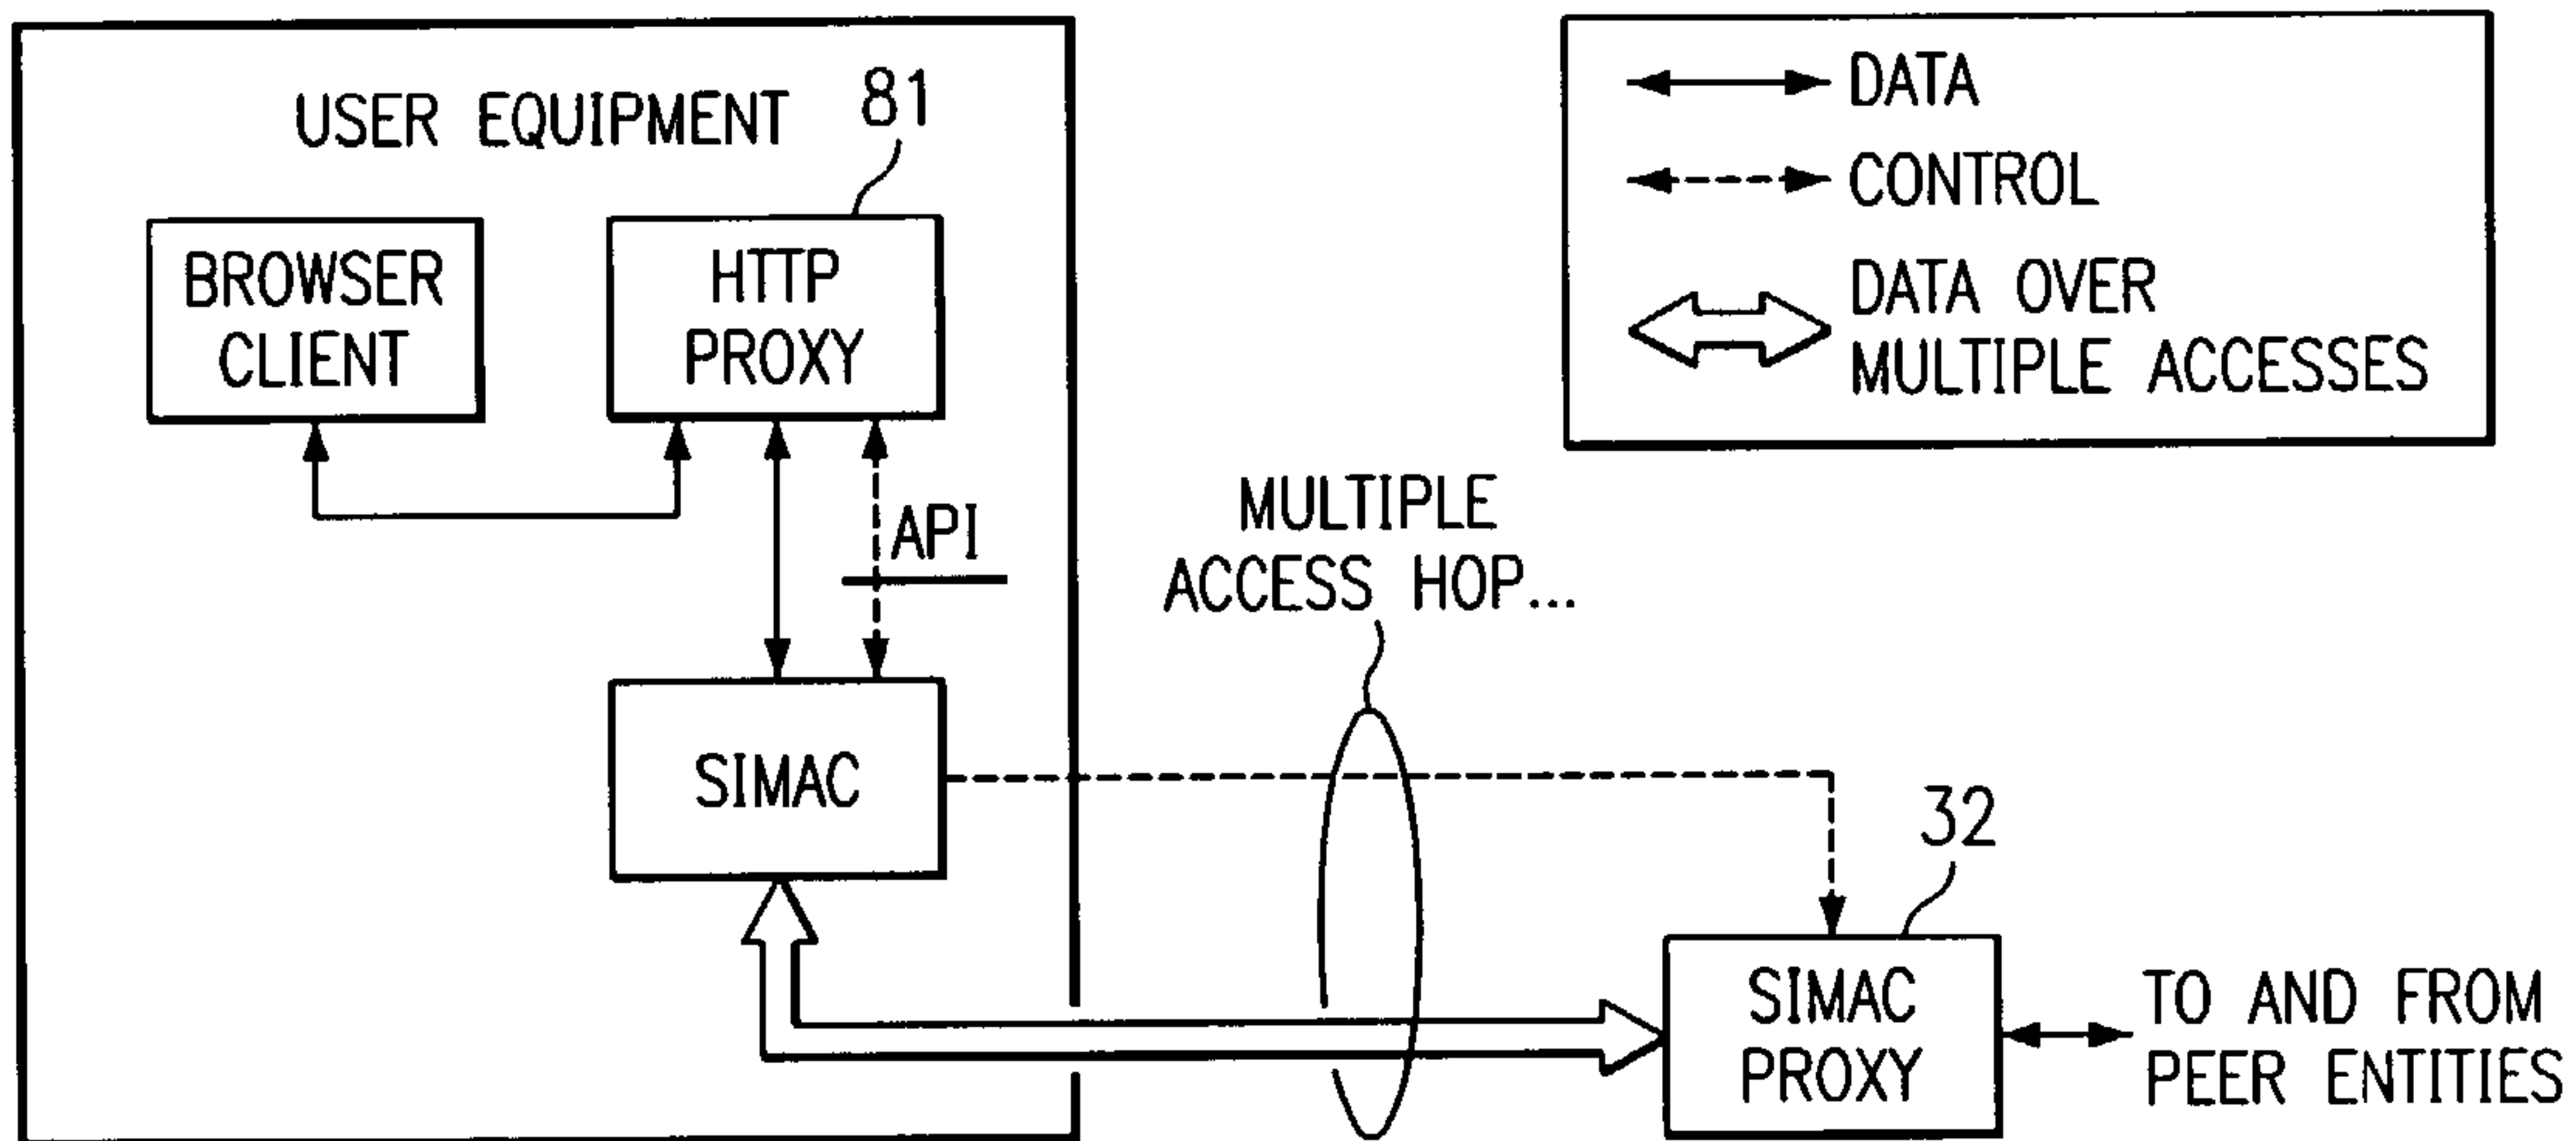 USER EQUIPMENT
81
BROWSER
CLIENT
HTTP
PROXY
API
SIMAC
DATA
CONTROL
DATA OVER
MULTIPLE ACCESSES
MULTIPLE
ACCESS HOP...
32
SIMAC
PROXY
TO AND FROM
PEER ENTITIES